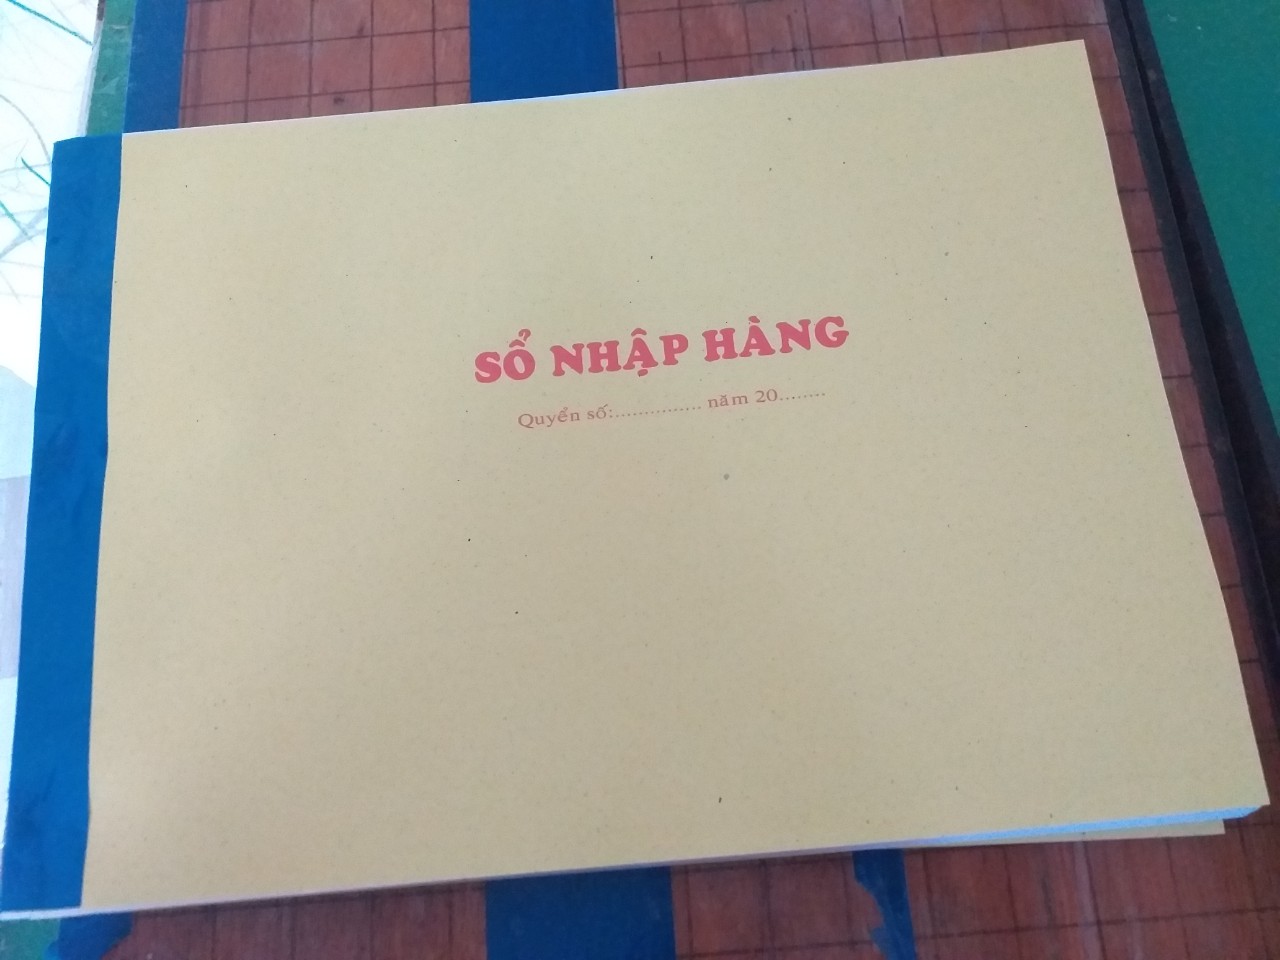 SỔ NHẬP HÀNG
Quyển số:............... năm 20........